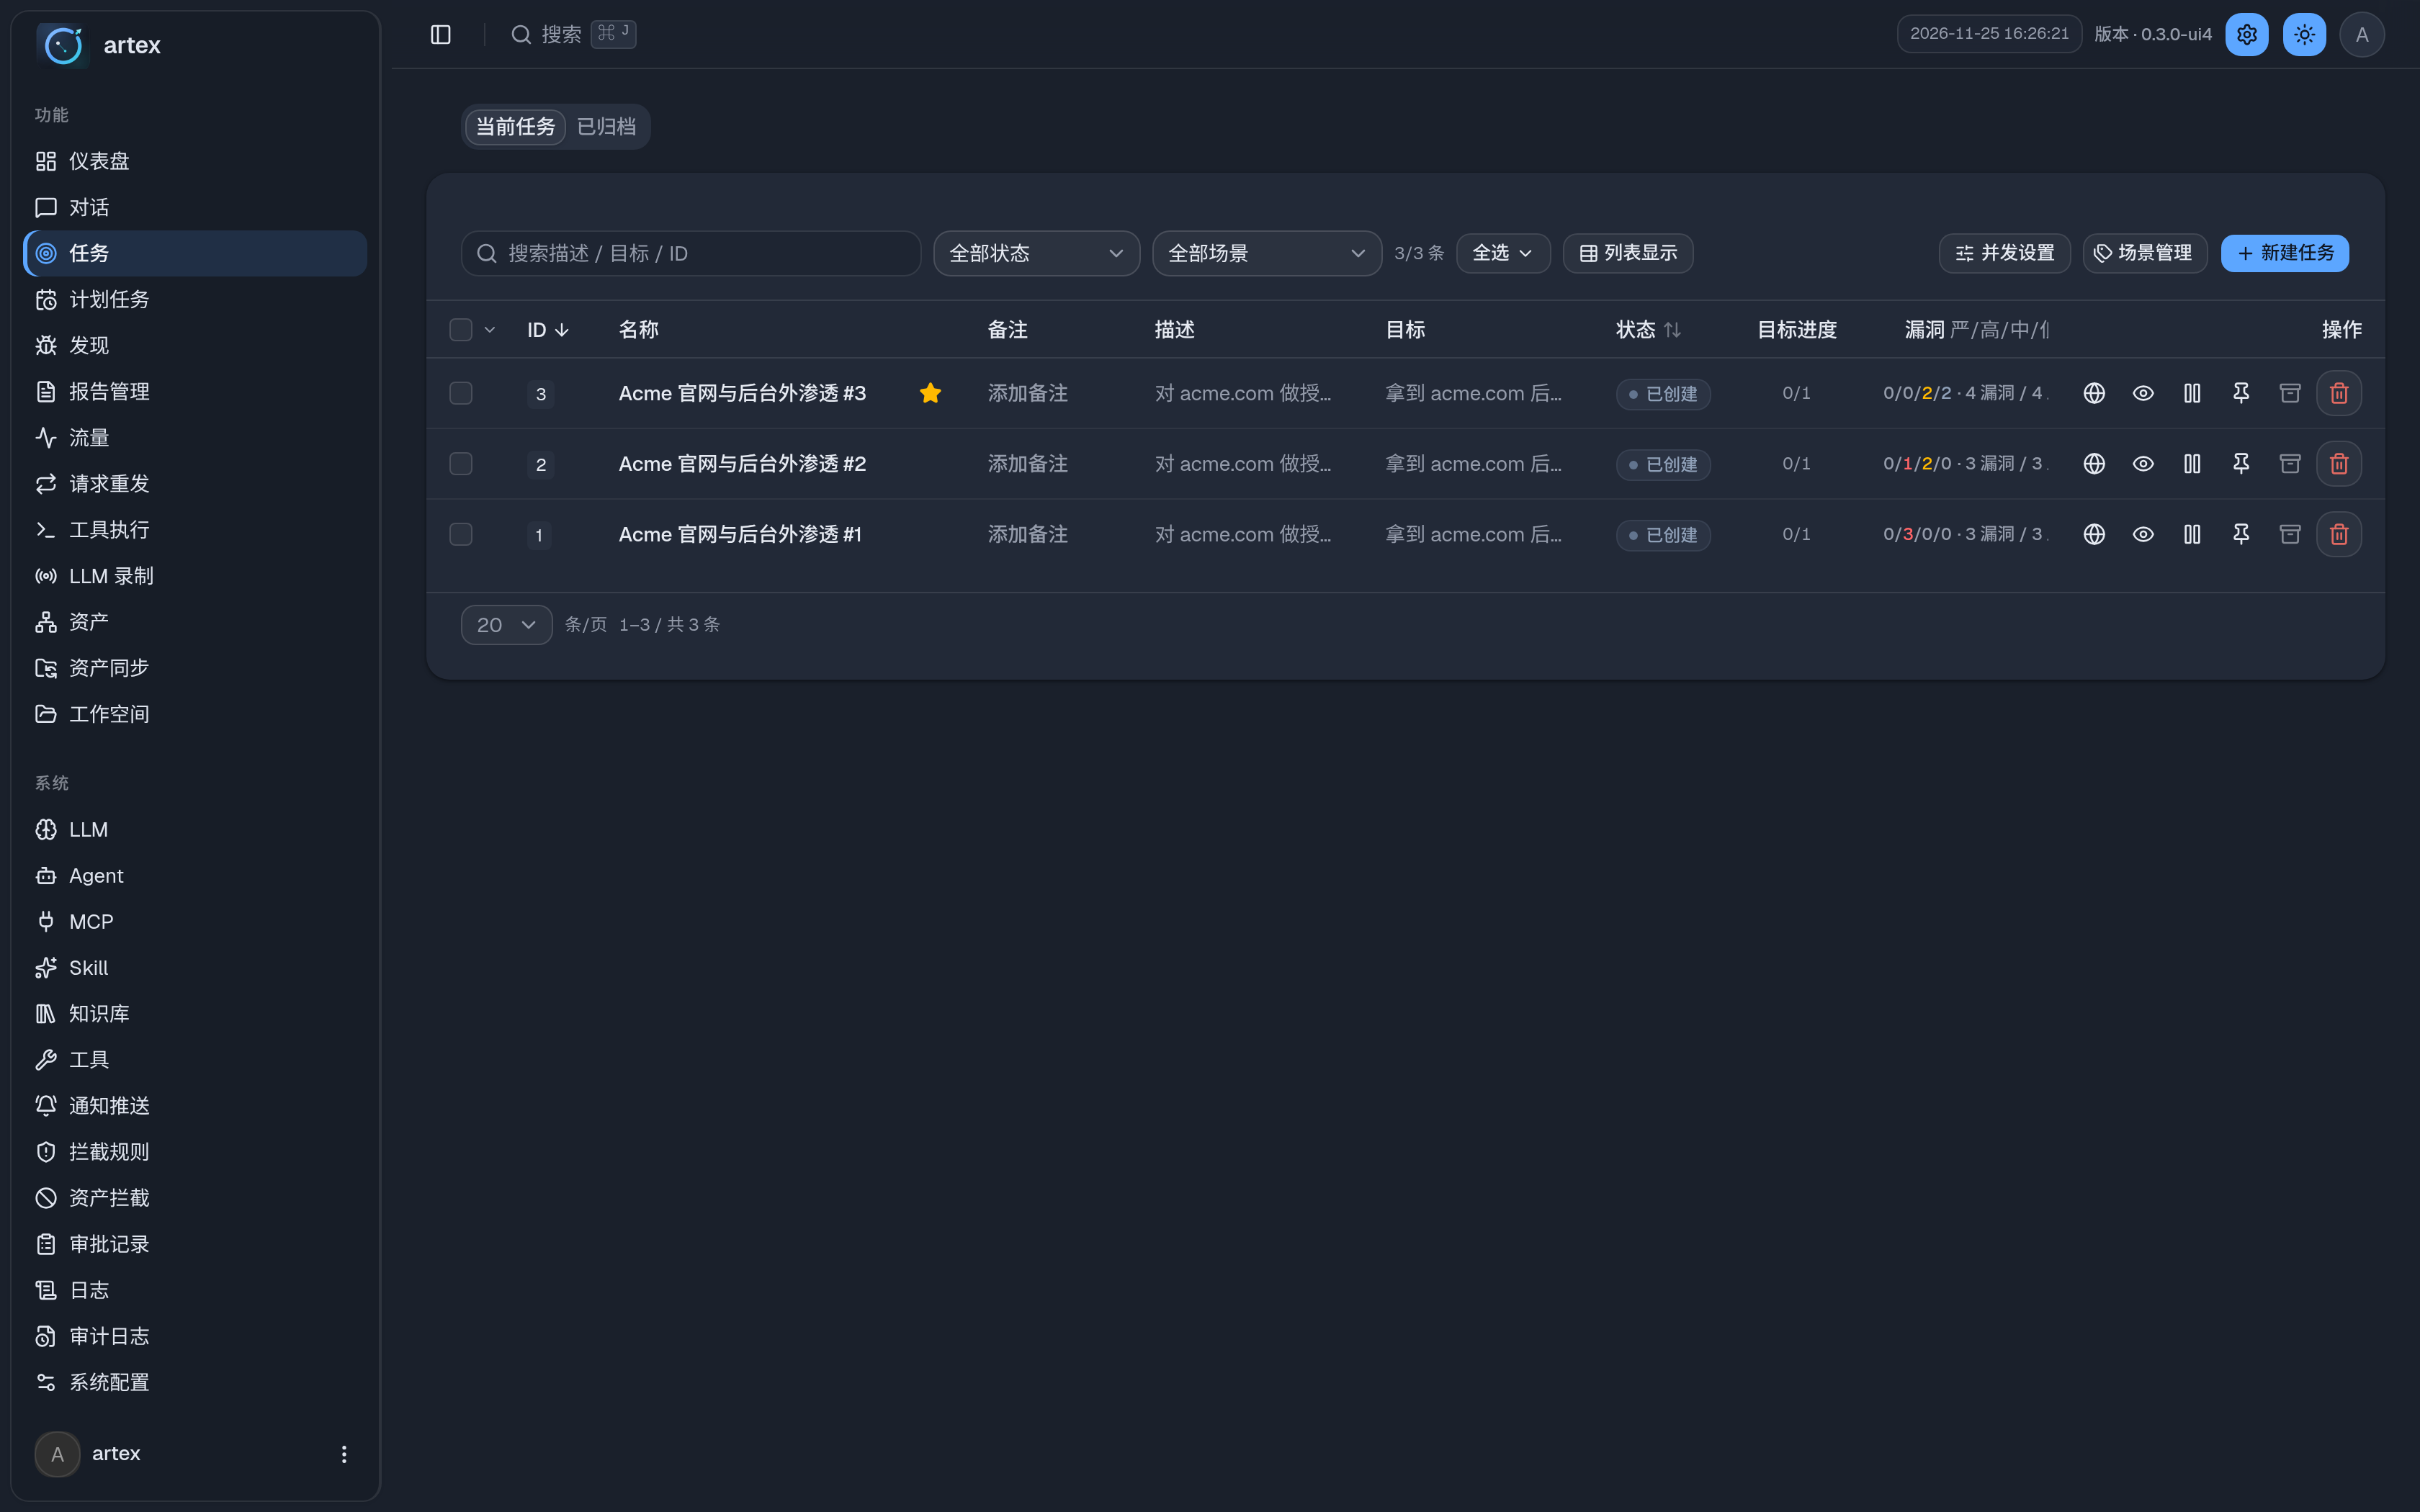 artex
搜索 ⌘ J
2026-11-25 16:26:21
版本 · 0.3.0-ui4
A
功能
仪表盘
对话
任务
计划任务
发现
报告管理
流量
请求重发
工具执行
LLM 录制
资产
资产同步
工作空间
系统
LLM
Agent
MCP
Skill
知识库
工具
通知推送
拦截规则
资产拦截
审批记录
日志
审计日志
系统配置
A artex
当前任务 已归档
搜索描述 / 目标 / ID 全部状态 全部场景 3/3 条 全选 列表显示 并发设置 场景管理 新建任务
ID 名称 备注 描述 目标 状态 目标进度 漏洞 严/高/中/ 操作
3 Acme 官网与后台外渗透 #3 添加备注 对 acme.com 做授... 拿到 acme.com 后... 已创建 0/1 0/0/2/2 · 4 漏洞 / 4
2 Acme 官网与后台外渗透 #2 添加备注 对 acme.com 做授... 拿到 acme.com 后... 已创建 0/1 0/1/2/0 · 3 漏洞 / 3
1 Acme 官网与后台外渗透 #1 添加备注 对 acme.com 做授... 拿到 acme.com 后... 已创建 0/1 0/3/0/0 · 3 漏洞 / 3
20 条/页 1–3 / 共 3 条